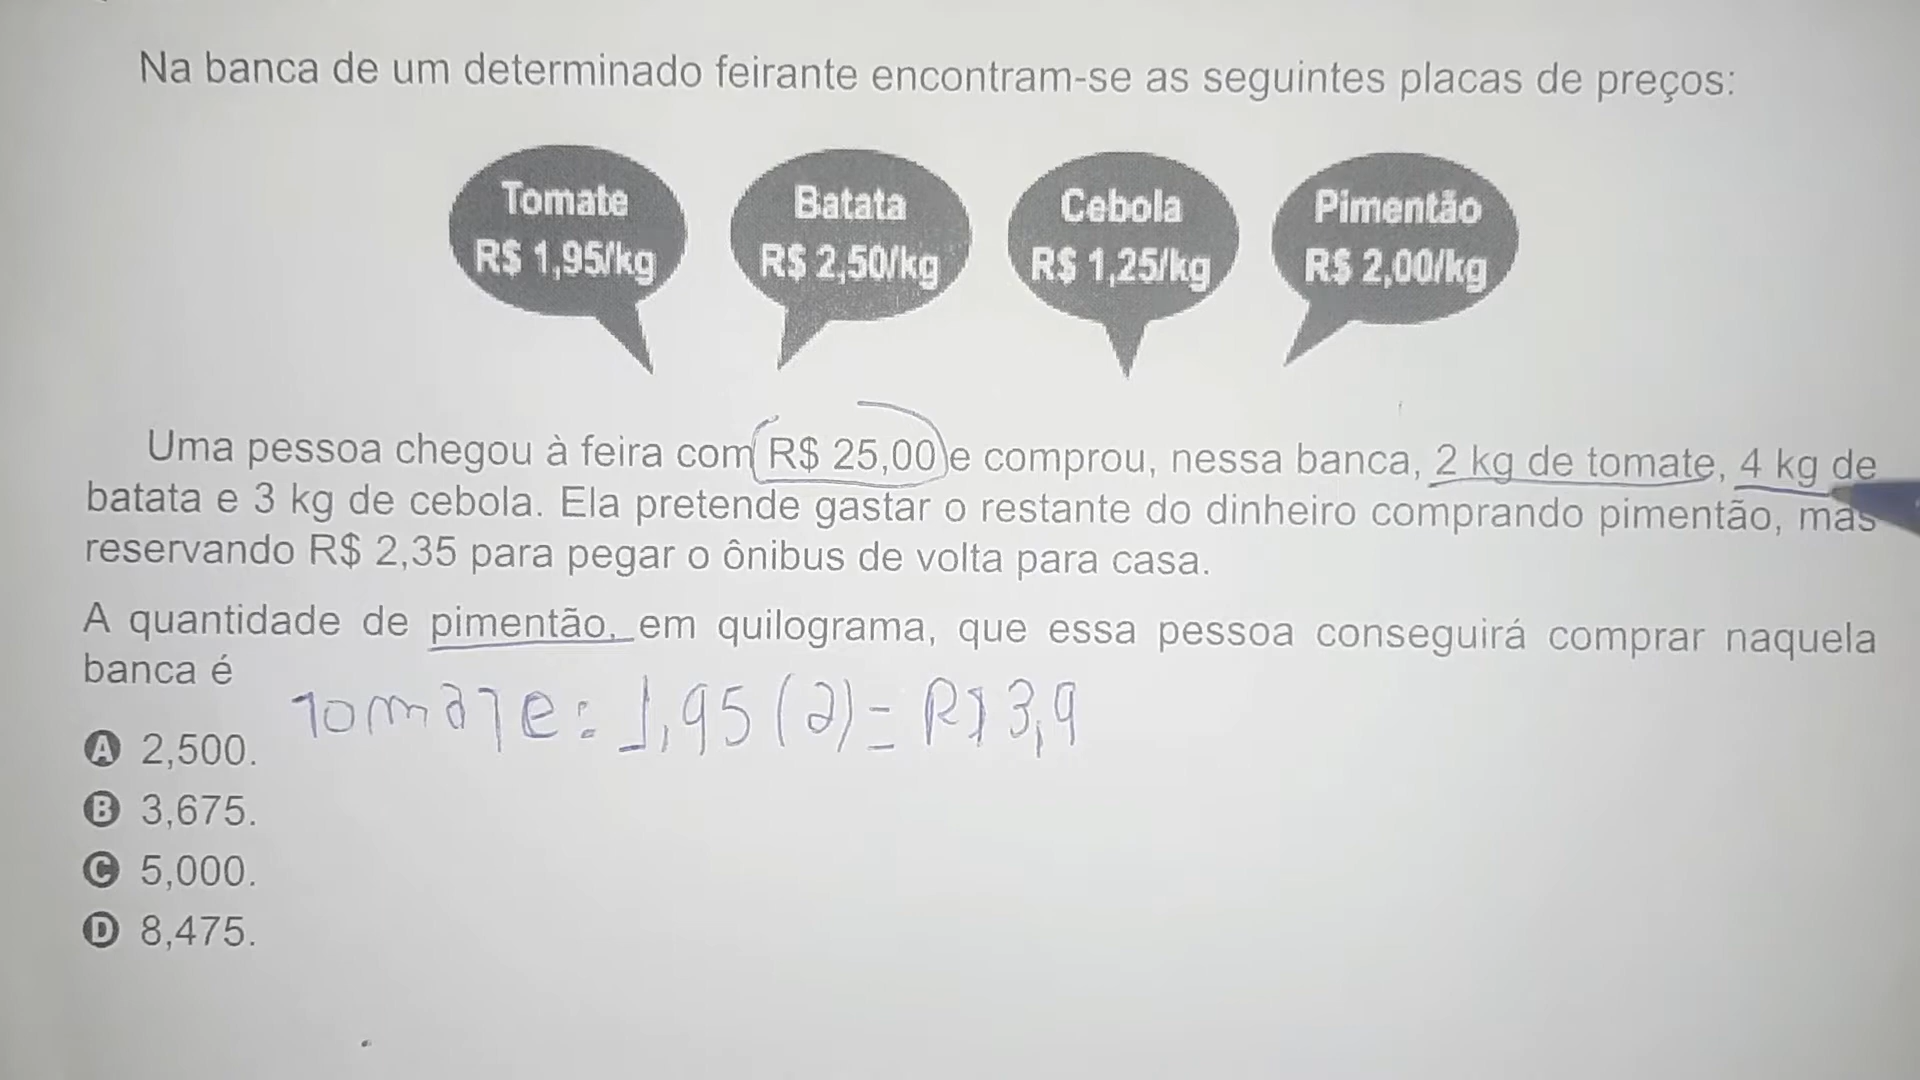 Na banca de um determinado feirante encontram-se as seguintes placas de preços:
Tomate
R$ 1,95/kg
Batata
R$ 2,50/kg
Cebola
R$ 1,25/kg
Pimentão
R$ 2,00/kg
Uma pessoa chegou à feira com R$ 25,00 e comprou, nessa banca, 2 kg de tomate, 4 kg de
batata e 3 kg de cebola. Ela pretende gastar o restante do dinheiro comprando pimentão, mas
reservando R$ 2,35 para pegar o ônibus de volta para casa.
A quantidade de pimentão, em quilograma, que essa pessoa conseguirá comprar naquela
banca é
Tomate: 1,95 (2) = R$ 3,9
A 2,500.
B 3,675.
C 5,000.
D 8,475.